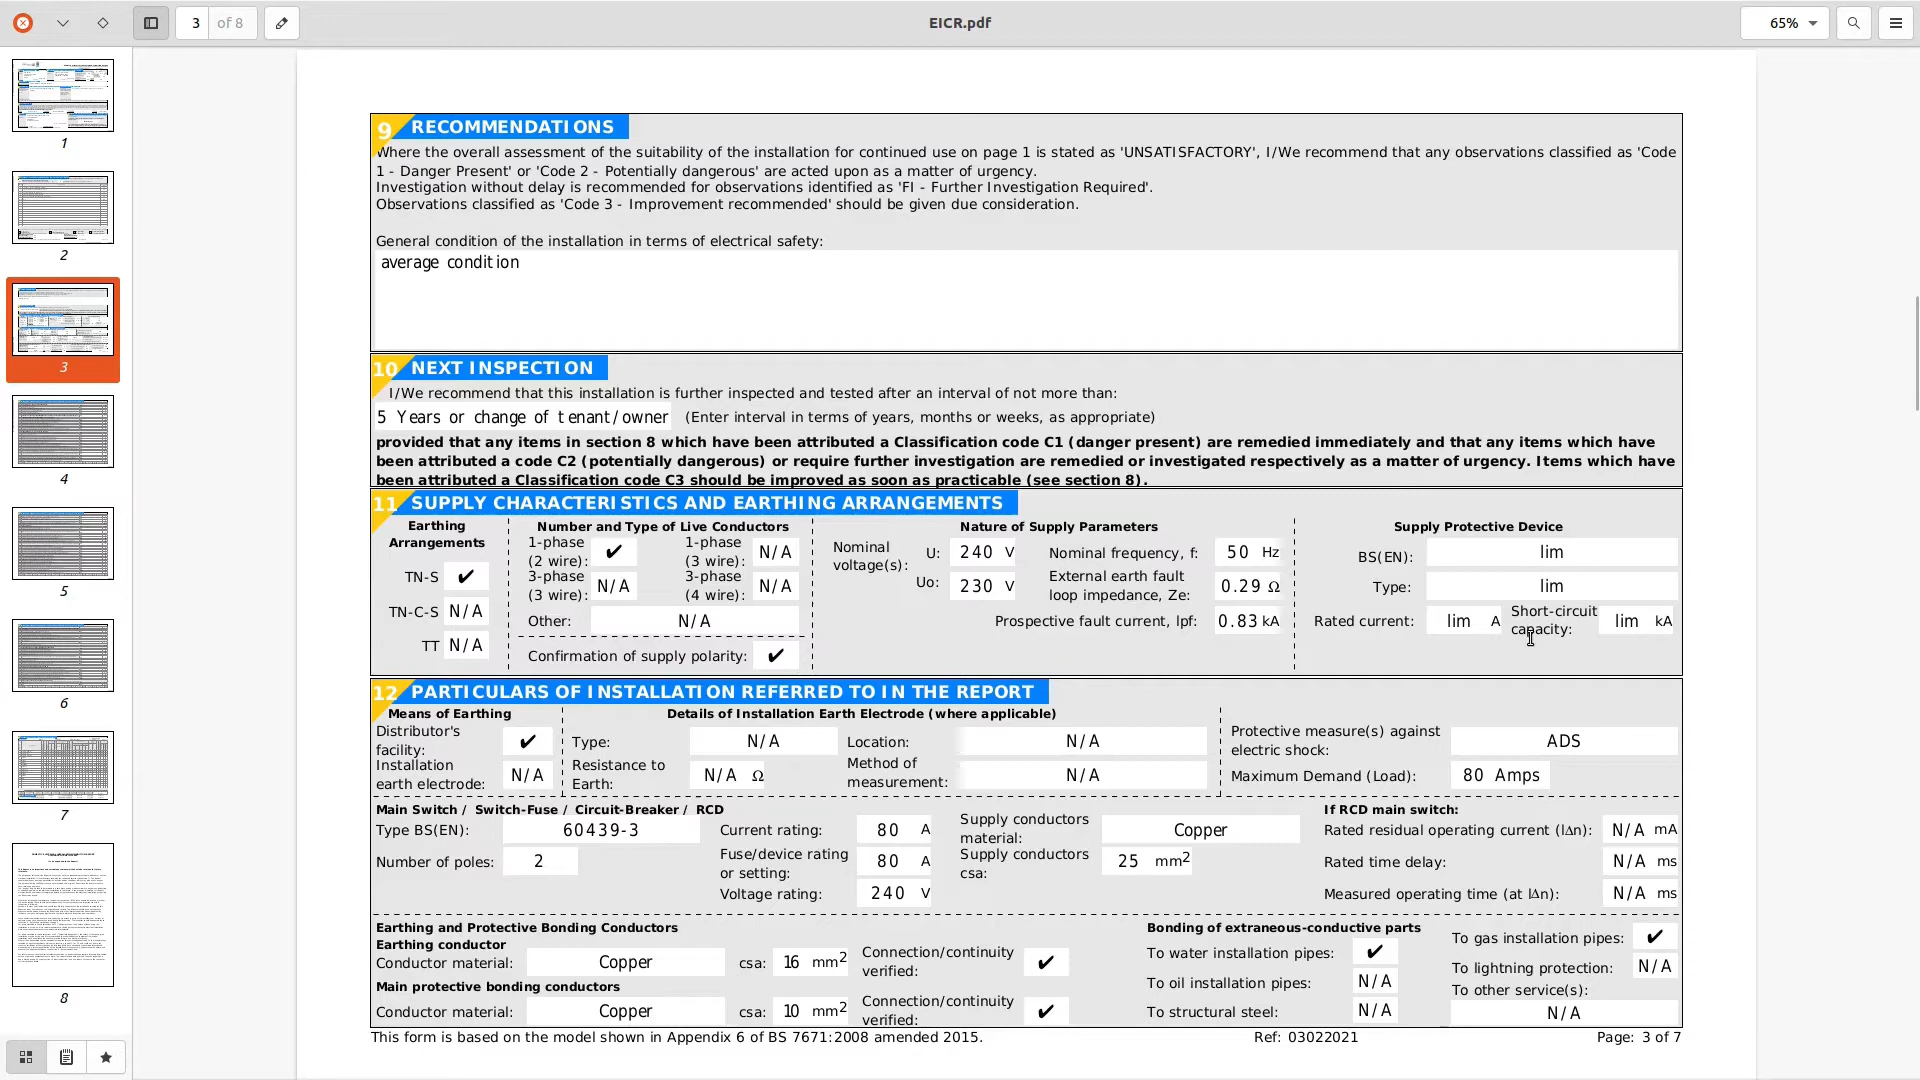 3 of 8
EICR.pdf
65%
1
2
3
4
5
6
7
8
9 RECOMMENDATIONS
Where the overall assessment of the suitability of the installation for continued use on page 1 is stated as 'UNSATISFACTORY', I/We recommend that any observations classified as 'Code
1 - Danger Present' or 'Code 2 - Potentially dangerous' are acted upon as a matter of urgency.
Investigation without delay is recommended for observations identified as 'FI - Further Investigation Required'.
Observations classified as 'Code 3 - Improvement recommended' should be given due consideration.
General condition of the installation in terms of electrical safety:
average condition
10 NEXT INSPECTION
I/We recommend that this installation is further inspected and tested after an interval of not more than:
5 Years or change of tenant/owner (Enter interval in terms of years, months or weeks, as appropriate)
provided that any items in section 8 which have been attributed a Classification code C1 (danger present) are remedied immediately and that any items which have
been attributed a code C2 (potentially dangerous) or require further investigation are remedied or investigated respectively as a matter of urgency. Items which have
been attributed a Classification code C3 should be improved as soon as practicable (see section 8).
11 SUPPLY CHARACTERISTICS AND EARTHING ARRANGEMENTS
Earthing
Arrangements
TN-S ✔
TN-C-S N/A
TT N/A
Number and Type of Live Conductors
1-phase
(2 wire): ✔
1-phase
(3 wire): N/A
3-phase
(3 wire): N/A
3-phase
(4 wire): N/A
Other: N/A
Confirmation of supply polarity: ✔
Nature of Supply Parameters
Nominal
voltage(s):
U: 240 V
Uo: 230 V
Nominal frequency, f: 50 Hz
External earth fault
loop impedance, Ze: 0.29 Ω
Prospective fault current, Ipf: 0.83 kA
Supply Protective Device
BS(EN): lim
Type: lim
Rated current: lim A
Short-circuit
capacity: lim kA
12 PARTICULARS OF INSTALLATION REFERRED TO IN THE REPORT
Means of Earthing
Distributor's
facility: ✔
Installation
earth electrode: N/A
Details of Installation Earth Electrode (where applicable)
Type: N/A
Location: N/A
Resistance to
Earth: N/A Ω
Method of
measurement: N/A
Protective measure(s) against
electric shock: ADS
Maximum Demand (Load): 80 Amps
Main Switch / Switch-Fuse / Circuit-Breaker / RCD
Type BS(EN): 60439-3
Number of poles: 2
Current rating: 80 A
Fuse/device rating
or setting: 80 A
Voltage rating: 240 V
Supply conductors
material: Copper
Supply conductors
csa: 25 mm2
If RCD main switch:
Rated residual operating current (IΔn): N/A mA
Rated time delay: N/A ms
Measured operating time (at IΔn): N/A ms
Earthing and Protective Bonding Conductors
Earthing conductor
Conductor material: Copper csa: 16 mm2
Connection/continuity
verified: ✔
Main protective bonding conductors
Conductor material: Copper csa: 10 mm2
Connection/continuity
verified: ✔
Bonding of extraneous-conductive parts
To water installation pipes: ✔
To oil installation pipes: N/A
To structural steel: N/A
To gas installation pipes: ✔
To lightning protection: N/A
To other service(s):
N/A
This form is based on the model shown in Appendix 6 of BS 7671:2008 amended 2015. Ref: 03022021 Page: 3 of 7